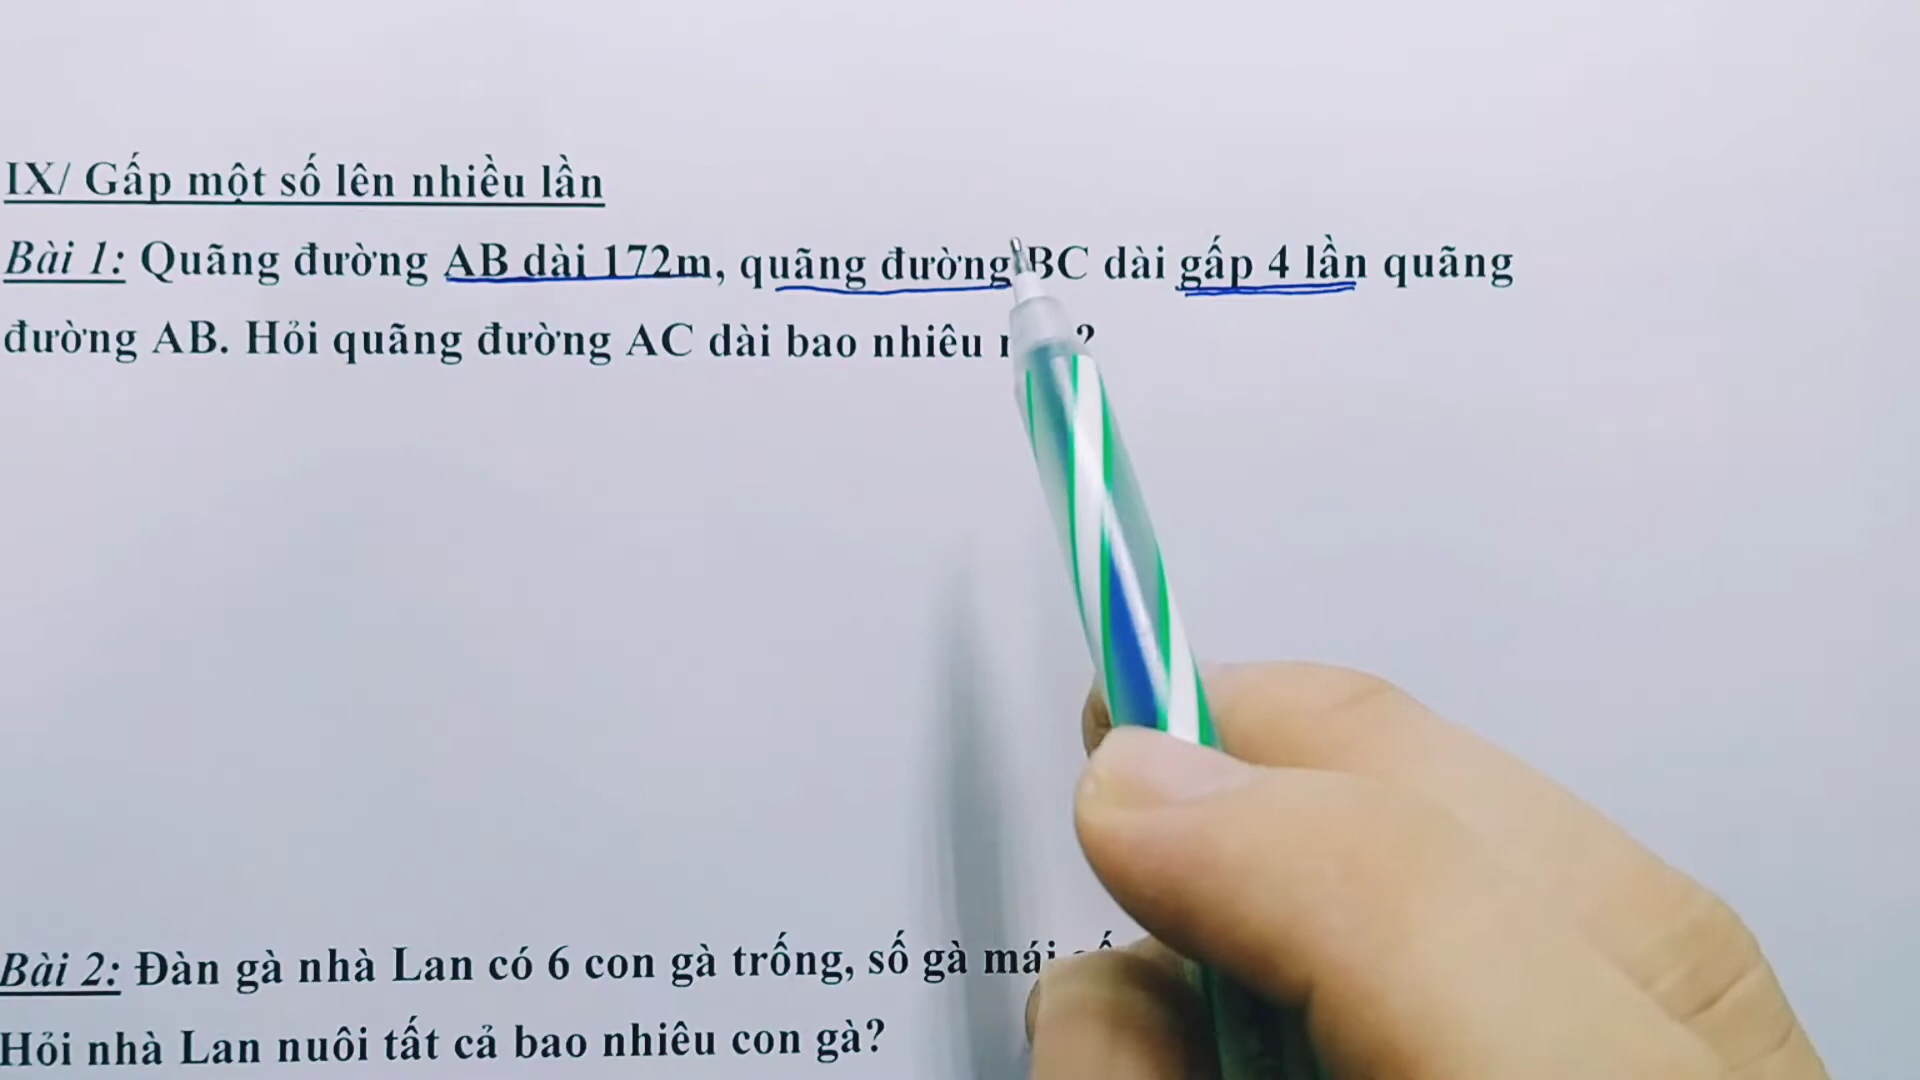 IX/ Gấp một số lên nhiều lần
Bài 1: Quãng đường AB dài 172m, quãng đường BC dài gấp 4 lần quãng
đường AB. Hỏi quãng đường AC dài bao nhiêu ?
Bài 2: Đàn gà nhà Lan có 6 con gà trống, số gà mái
Hỏi nhà Lan nuôi tất cả bao nhiêu con gà?